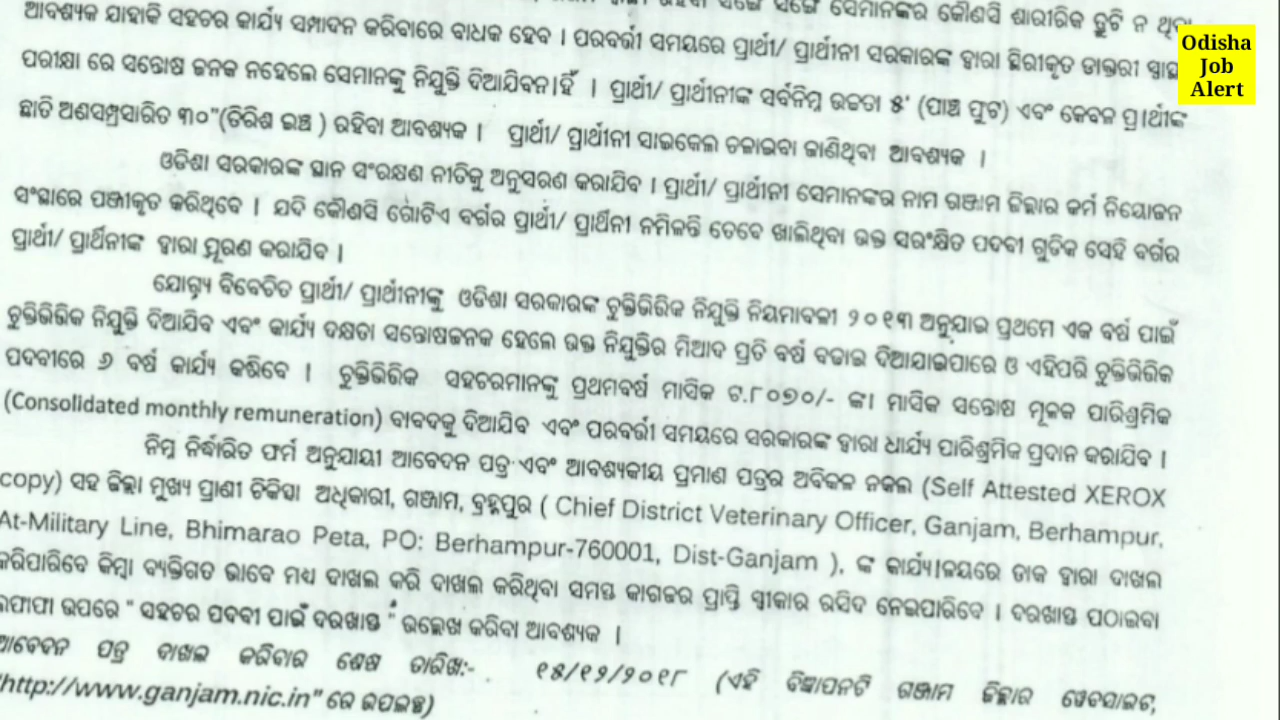 ସେମାନଙ୍କର କୌଣସି ଶାରୀରିକ ତ୍ରୁଟି ନ
ଆବଶ୍ୟକ ଯାହାକି ସହଚର କାର୍ଯ୍ୟ ସମ୍ପାଦନ କରିବାରେ ବାଧକ ହେବ । ପରବର୍ତ୍ତୀ ସମୟରେ ପ୍ରାର୍ଥୀ/ ପ୍ରାର୍ଥୀନୀ ସରକାରଙ୍କ ଦ୍ୱାରା ସ୍ଥିରୀକୃତ ଡାକ୍ତରୀ
ପରୀକ୍ଷା ରେ ସନ୍ତୋଷ ଜନକ ନହେଲେ ସେମାନଙ୍କୁ ନିଯୁକ୍ତି ଦିଆଯିବନାହିଁ । ପ୍ରାର୍ଥୀ/ ପ୍ରାର୍ଥୀନୀଙ୍କ ସର୍ବନିମ୍ନ ଉଚ୍ଚତା ୫' (ପାଞ୍ଚ ଫୁଟ) ଏବଂ କେବଳ ପ୍ରାର୍ଥୀଙ୍କ
ଛାତି ଅଣସମ୍ପ୍ରସାରିତ ୩୦"(ତିରିଶ ଇଞ୍ଚ ) ରହିବା ଆବଶ୍ୟକ । ପ୍ରାର୍ଥୀ/ ପ୍ରାର୍ଥୀନୀ ସାଇକେଲ ଚଳାଇବା ଜାଣିଥିବା ଆବଶ୍ୟକ ।
ଓଡିଶା ସରକାରଙ୍କ ସ୍ଥାନ ସଂରକ୍ଷଣ ନୀତିକୁ ଅନୁସରଣ କରାଯିବ । ପ୍ରାର୍ଥୀ/ ପ୍ରାର୍ଥୀନୀ ସେମାନଙ୍କର ନାମ ଗଞ୍ଜାମ ଜିଲ୍ଲାର କର୍ମ ନିୟୋଜନ
ସଂସ୍ଥାରେ ପଞ୍ଜୀକୃତ କରିଥିବେ । ଯଦି କୌଣସି ଗୋଟିଏ ବର୍ଗର ପ୍ରାର୍ଥୀ/ ପ୍ରାର୍ଥିନୀ ନମିଳନ୍ତି ତେବେ ଖାଲିଥିବା ଉକ୍ତ ସରଂକ୍ଷିତ ପଦବୀ ଗୁଡିକ ସେହି ବର୍ଗର
ପ୍ରାର୍ଥୀ/ ପ୍ରାର୍ଥିନୀଙ୍କ ଦ୍ୱାରା ପୂରଣ କରାଯିବ ।
ଯୋଗ୍ୟ ବିବେଚିତ ପ୍ରାର୍ଥୀ/ ପ୍ରାର୍ଥୀନୀଙ୍କୁ ଓଡିଶା ସରକାରଙ୍କ ଚୁକ୍ତିଭିତ୍ତିକ ନିଯୁକ୍ତି ନିୟମାବଳୀ ୨୦୧୩ ଅନୁଯାଇ ପ୍ରଥମେ ଏକ ବର୍ଷ ପାଇଁ
ଚୁକ୍ତିଭିତ୍ତିକ ନିଯୁକ୍ତି ଦିଆଯିବ ଏବଂ କାର୍ଯ୍ୟ ଦକ୍ଷତା ସନ୍ତୋଷଜନକ ହେଲେ ଉକ୍ତ ନିଯୁକ୍ତିର ମିଆଦ ପ୍ରତି ବର୍ଷ ବଢାଇ ଦିଆଯାଇପାରେ ଓ ଏହିପରି ଚୁକ୍ତିଭିତ୍ତିକ
ପଦବୀରେ ୬ ବର୍ଷ କାର୍ଯ୍ୟ କରିବେ । ଚୁକ୍ତିଭିତ୍ତିକ ସହଚରମାନଙ୍କୁ ପ୍ରଥମବର୍ଷ ମାସିକ ଟ.୮୦୭୦/- ଙ୍କା ମାସିକ ସନ୍ତୋଷ ମୂଳକ ପାରିଶ୍ରମିକ
(Consolidated monthly remuneration) ବାବଦକୁ ଦିଆଯିବ ଏବଂ ପରବର୍ତ୍ତୀ ସମୟରେ ସରକାରଙ୍କ ଦ୍ୱାରା ଧାର୍ଯ୍ୟ ପାରିଶ୍ରମିକ ପ୍ରଦାନ କରାଯିବ ।
ନିମ୍ନ ନିର୍ଦ୍ଧାରିତ ଫର୍ମ ଅନୁଯାୟୀ ଆବେଦନ ପତ୍ର ଏବଂ ଆବଶ୍ୟକୀୟ ପ୍ରମାଣ ପତ୍ରର ଅବିକଳ ନକଲ (Self Attested XEROX
copy) ସହ ଜିଲ୍ଲା ମୁଖ୍ୟ ପ୍ରାଣୀ ଚିକିତ୍ସା ଅଧିକାରୀ, ଗଞ୍ଜାମ, ବ୍ରହ୍ମପୁର ( Chief District Veterinary Officer, Ganjam, Berhampur,
At-Military Line, Bhimarao Peta, PO: Berhampur-760001, Dist-Ganjam ), ଙ୍କ କାର୍ଯ୍ୟାଳୟରେ ଡାକ ଦ୍ୱାରା ଦାଖଲ
କରିପାରିବେ କିମ୍ବା ବ୍ୟକ୍ତିଗତ ଭାବେ ମଧ୍ୟ ଦାଖଲ କରି ଦାଖଲ କରିଥିବା ସମସ୍ତ କାଗଜର ପ୍ରାପ୍ତି ସ୍ୱୀକାର ରସିଦ ନେଇପାରିବେ । ଦରଖାସ୍ତ ପଠାଇବା
ଲଫାଫା ଉପରେ " ସହଚର ପଦବୀ ପାଇଁ ଦରଖାସ୍ତ " ଉଲ୍ଲେଖ କରିବା ଆବଶ୍ୟକ ।
ଆବେଦନ ପତ୍ର ଦାଖଲ କରିବାର ଶେଷ ତାରିଖ:- ୧୫/୧୨/୨୦୧୮ (ଏହି ବିଜ୍ଞାପନଟି ଗଞ୍ଜାମ ଜିଲ୍ଲାର ୱେବସାଇଟ,
"http://www.ganjam.nic.in" ରେ ଉପଲବ୍ଧ)
Odisha
Job
Alert